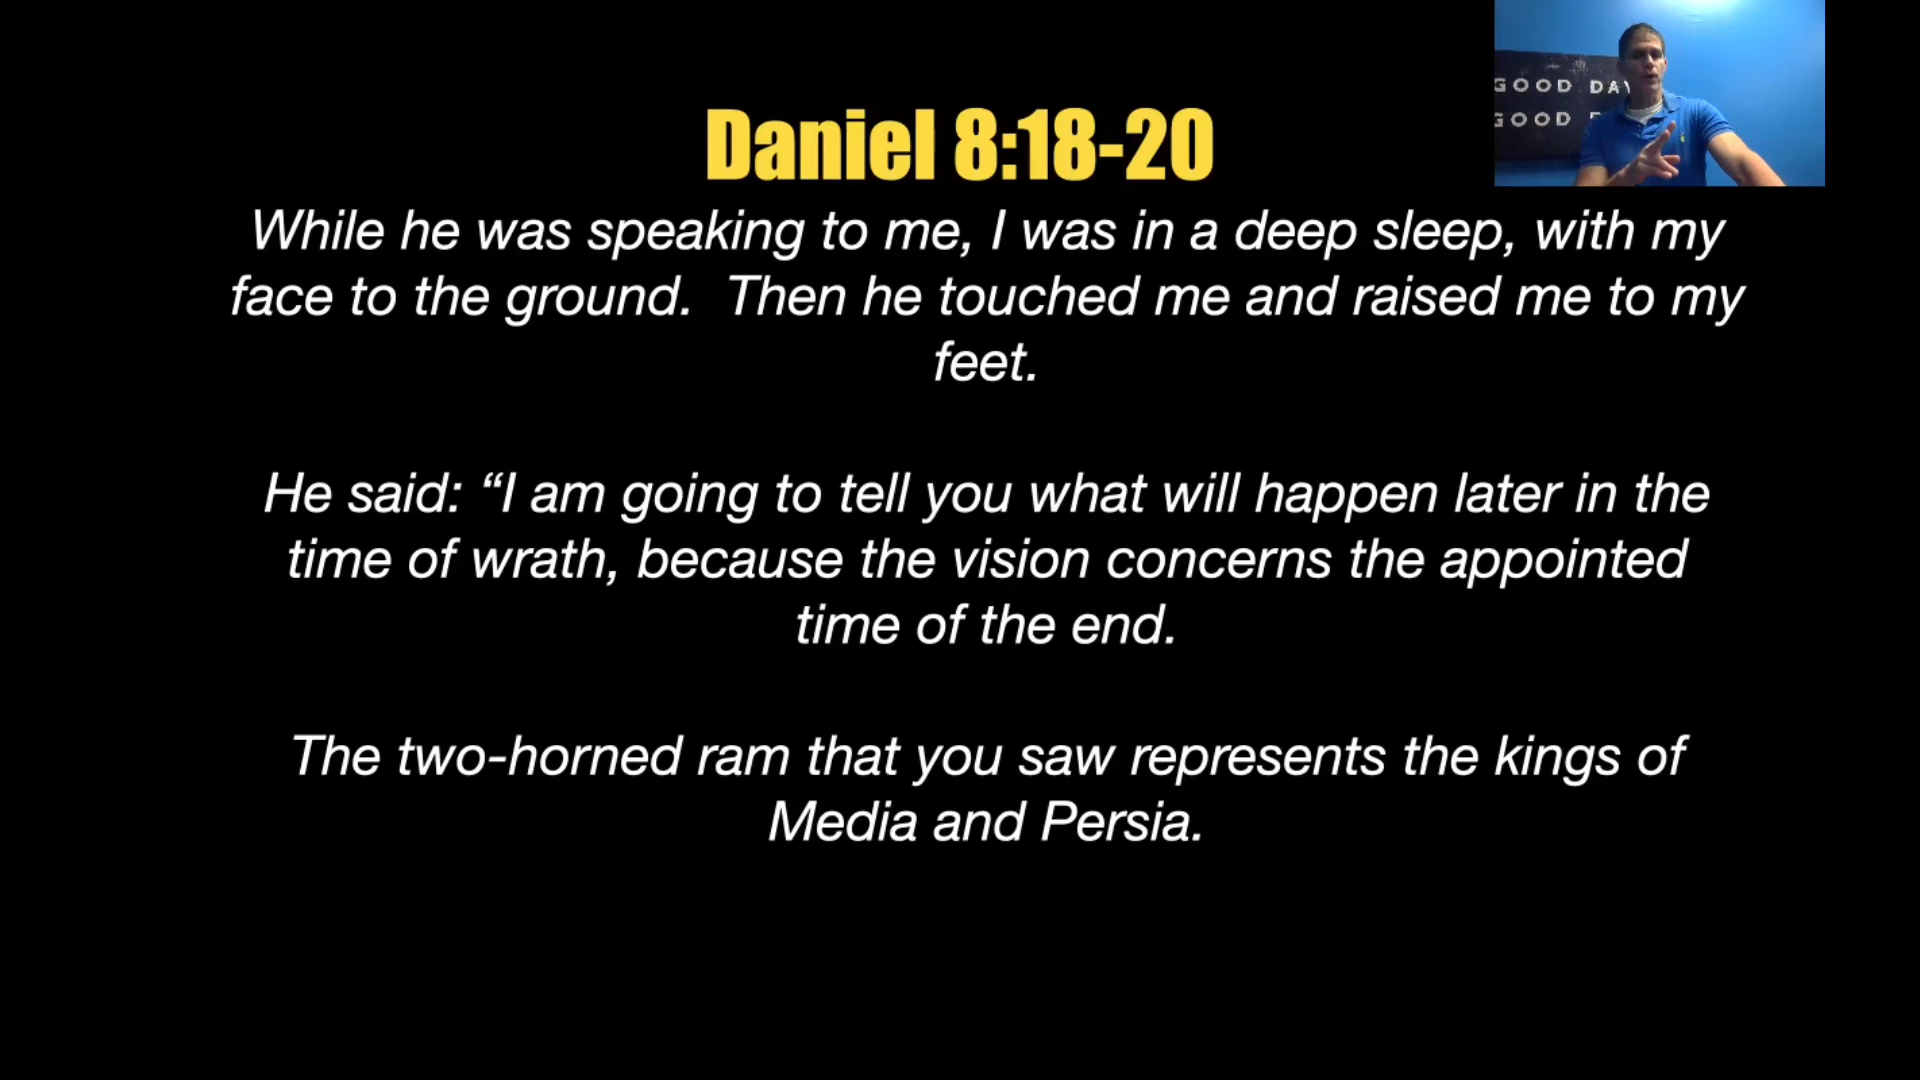 Daniel 8:18-20
While he was speaking to me, I was in a deep sleep, with my
face to the ground. Then he touched me and raised me to my
feet.
He said: “I am going to tell you what will happen later in the
time of wrath, because the vision concerns the appointed
time of the end.
The two-horned ram that you saw represents the kings of
Media and Persia.
GOOD DAY
GOOD